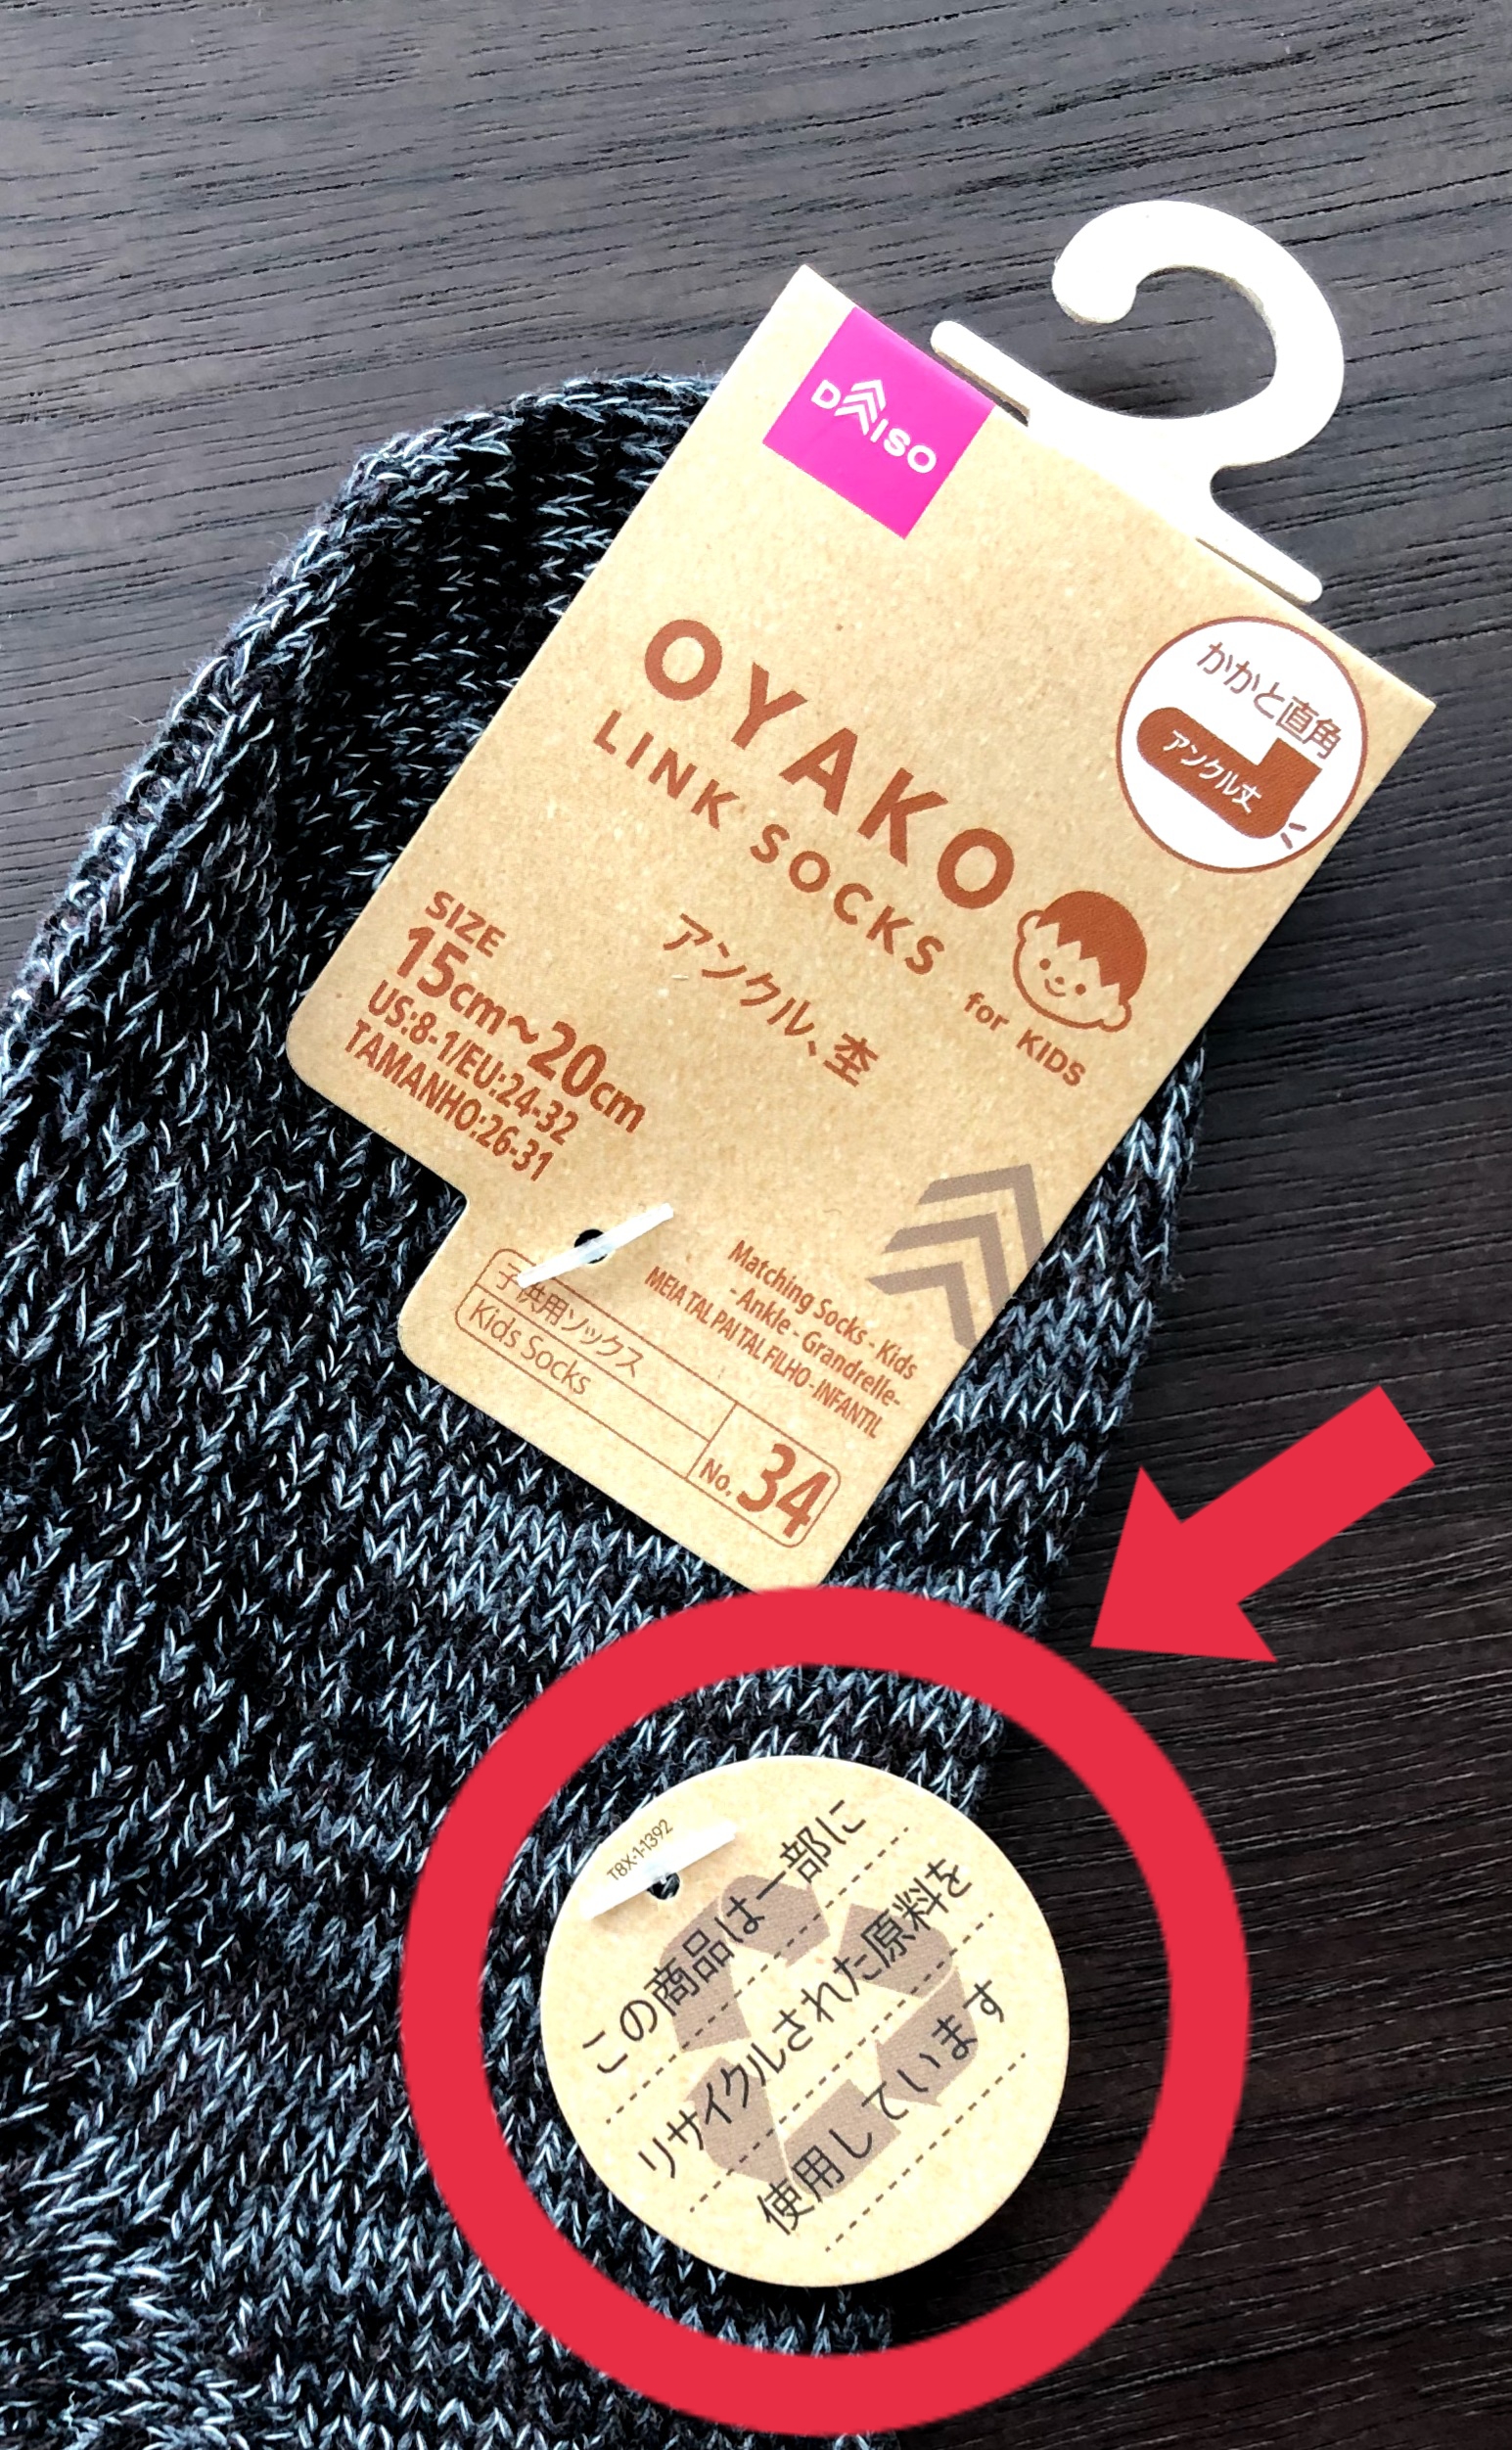 DAISO
かかと直角
アンクル丈
OYAKO
LINK SOCKS
for KIDS
アンクル、杢
SIZE
15cm~20cm
US:8-1/EU:24-32
TAMANHO:26-31
Matching Socks - Kids
- Ankle - Grandrelle-
MEIA TAL PAI TAL FILHO - INFANTIL
子供用ソックス
Kids Socks
No. 34
TBX-1-1392
この商品は一部に
リサイクルされた原料を
使用しています